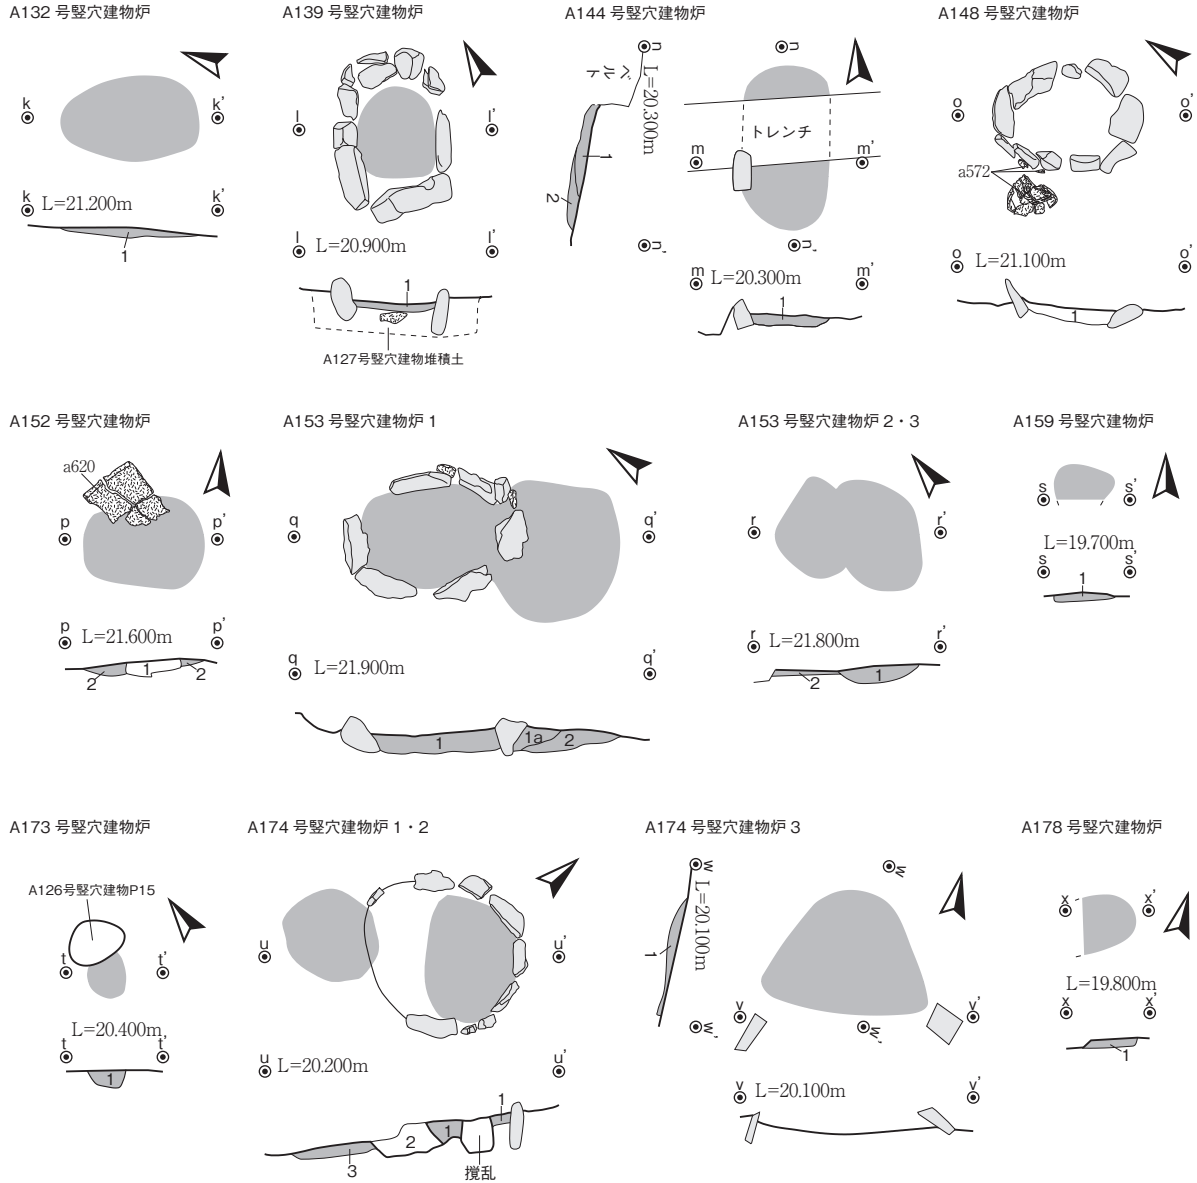 A132 号竪穴建物炉
k
k'
k
L=21.200m
k'
1
A139 号竪穴建物炉
l
l'
l
L=20.900m
l'
1
A127号竪穴建物堆積土
A144 号竪穴建物炉
n
ベルト
L=20.300m
1
2
n'
n
トレンチ
m
m'
n'
m
L=20.300m
m'
1
A148 号竪穴建物炉
o
o'
a572
o
L=21.100m
o'
1
A152 号竪穴建物炉
a620
p
p'
p
L=21.600m
p'
2
1
2
A153 号竪穴建物炉 1
q
q'
q
L=21.900m
q'
1
1a
2
A153 号竪穴建物炉 2・3
r
r'
r
L=21.800m
r'
2
1
A159 号竪穴建物炉
s
s'
L=19.700m
s
s'
1
A173 号竪穴建物炉
A126号竪穴建物P15
t
t'
L=20.400m
t
t'
1
A174 号竪穴建物炉 1・2
u
u'
u
L=20.200m
u'
1
1
2
3
撹乱
A174 号竪穴建物炉 3
w
L=20.100m
1
w'
w
v
v'
w'
v
L=20.100m
v'
A178 号竪穴建物炉
x
x'
L=19.800m
x
x'
1